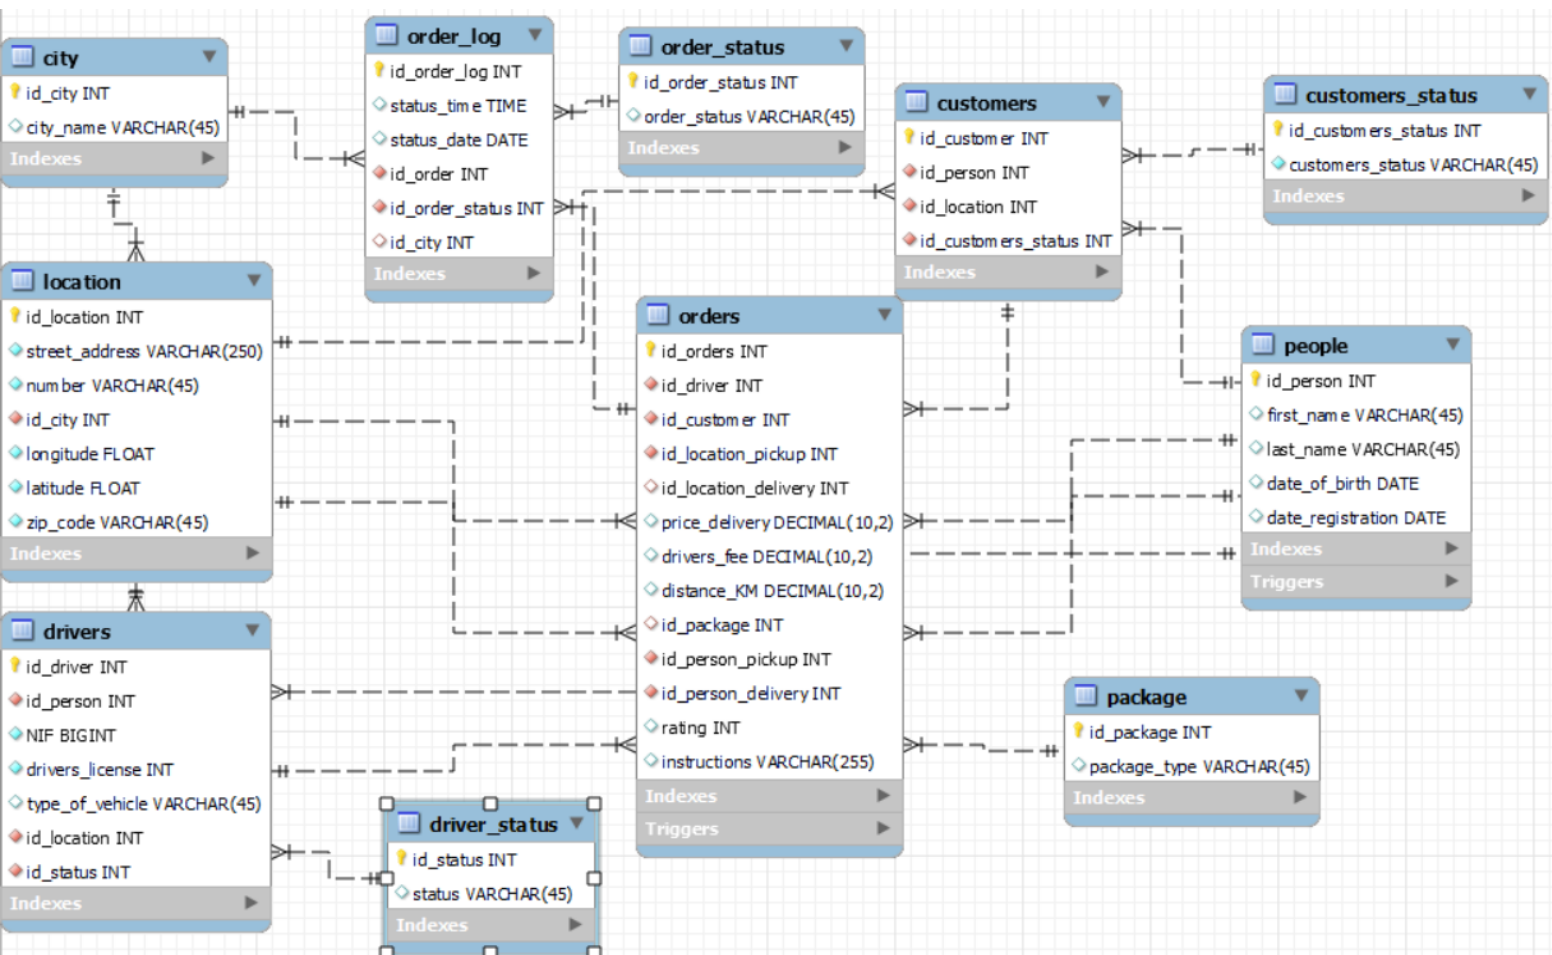 city
id_city INT
city_name VARCHAR(45)
Indexes
order_log
id_order_log INT
status_time TIME
status_date DATE
id_order INT
id_order_status INT
id_city INT
Indexes
order_status
id_order_status INT
order_status VARCHAR(45)
Indexes
customers
id_customer INT
id_person INT
id_location INT
id_customers_status INT
Indexes
customers_status
id_customers_status INT
customers_status VARCHAR(45)
Indexes
location
id_location INT
street_address VARCHAR(250)
number VARCHAR(45)
id_city INT
longitude FLOAT
latitude FLOAT
zip_code VARCHAR(45)
Indexes
orders
id_orders INT
id_driver INT
id_customer INT
id_location_pickup INT
id_location_delivery INT
price_delivery DECIMAL(10,2)
drivers_fee DECIMAL(10,2)
distance_KM DECIMAL(10,2)
id_package INT
id_person_pickup INT
id_person_delivery INT
rating INT
instructions VARCHAR(255)
Indexes
Triggers
people
id_person INT
first_name VARCHAR(45)
last_name VARCHAR(45)
date_of_birth DATE
date_registration DATE
Indexes
Triggers
drivers
id_driver INT
id_person INT
NIF BIGINT
drivers_license INT
type_of_vehicle VARCHAR(45)
id_location INT
id_status INT
Indexes
driver_status
id_status INT
status VARCHAR(45)
Indexes
package
id_package INT
package_type VARCHAR(45)
Indexes